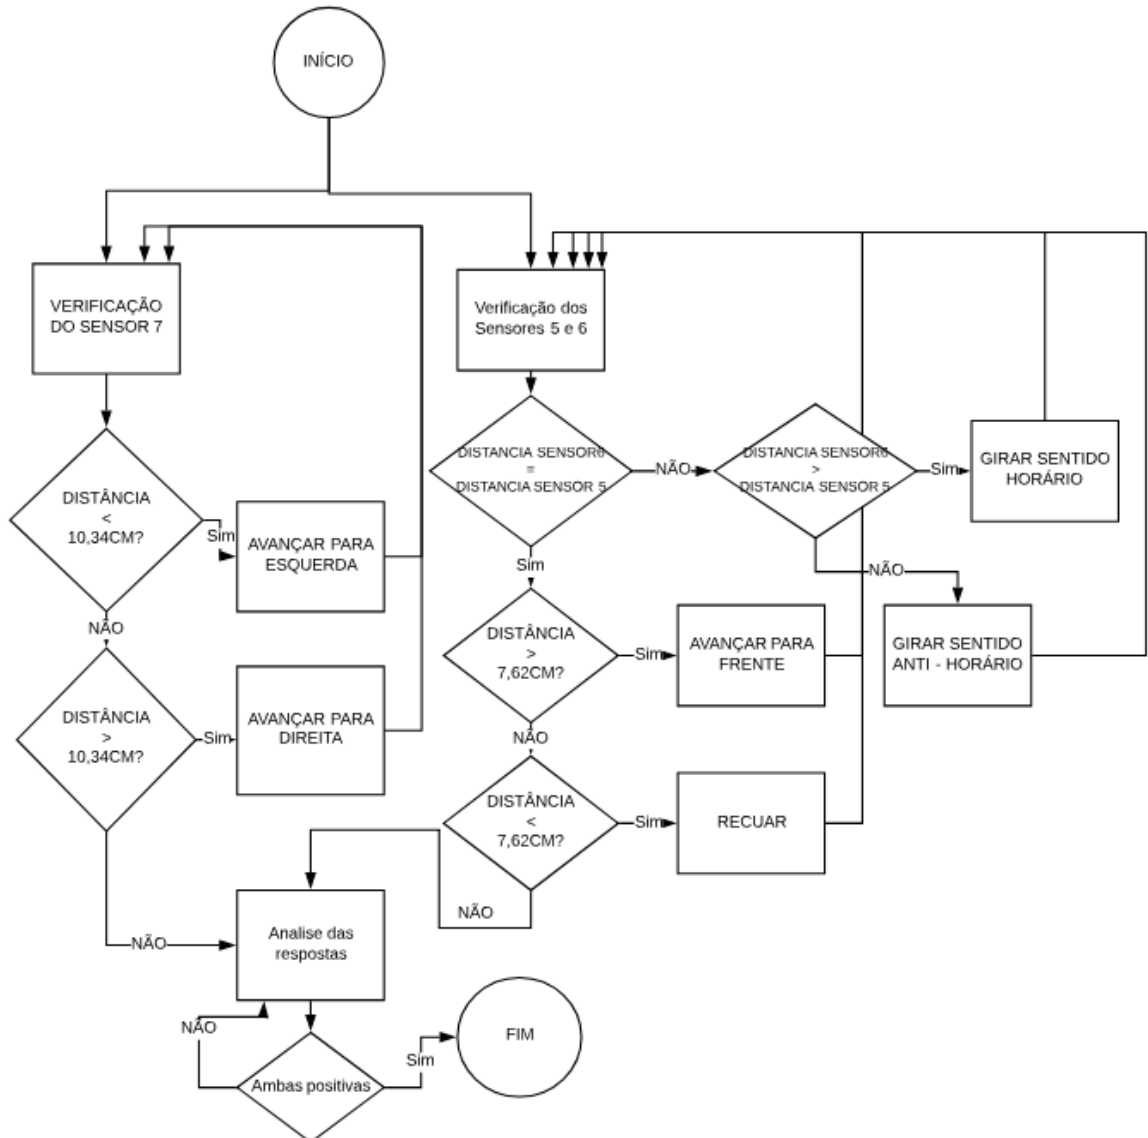 INÍCIO
VERIFICAÇÃO
DO SENSOR 7
Verificação dos
Sensores 5 e 6
DISTÂNCIA
<
10,34CM?
Sim
AVANÇAR PARA
ESQUERDA
NÃO
DISTÂNCIA
>
10,34CM?
Sim
AVANÇAR PARA
DIREITA
NÃO
DISTANCIA SENSOR6
=
DISTANCIA SENSOR 5
NÃO
DISTANCIA SENSOR6
>
DISTANCIA SENSOR 5
Sim
GIRAR SENTIDO
HORÁRIO
NÃO
GIRAR SENTIDO
ANTI - HORÁRIO
Sim
DISTÂNCIA
>
7,62CM?
Sim
AVANÇAR PARA
FRENTE
NÃO
DISTÂNCIA
<
7,62CM?
Sim
RECUAR
NÃO
Analise das
respostas
NÃO
Ambas positivas
Sim
FIM